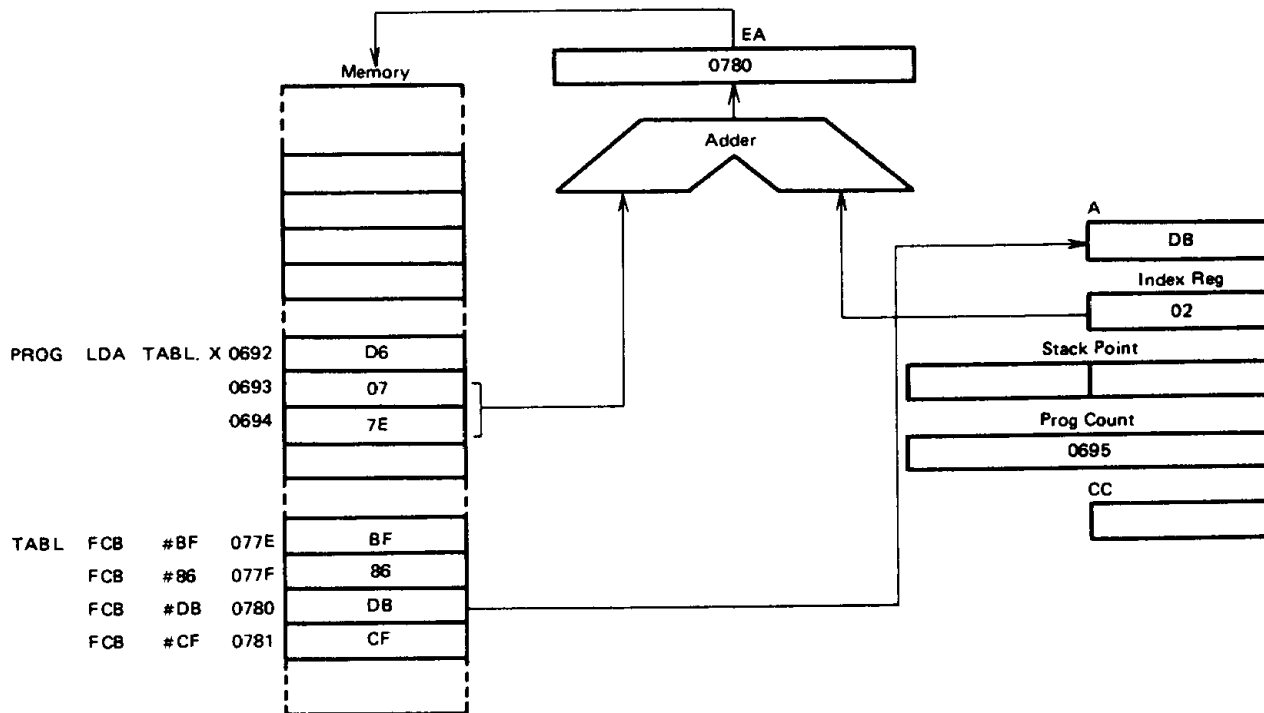 EA
0780
Memory
Adder
A
DB
Index Reg
02
PROG LDA TABL. X 0692 D6
0693 07
0694 7E
Stack Point
Prog Count
0695
CC
TABL FCB #BF 077E BF
FCB #86 077F 86
FCB #DB 0780 DB
FCB #CF 0781 CF